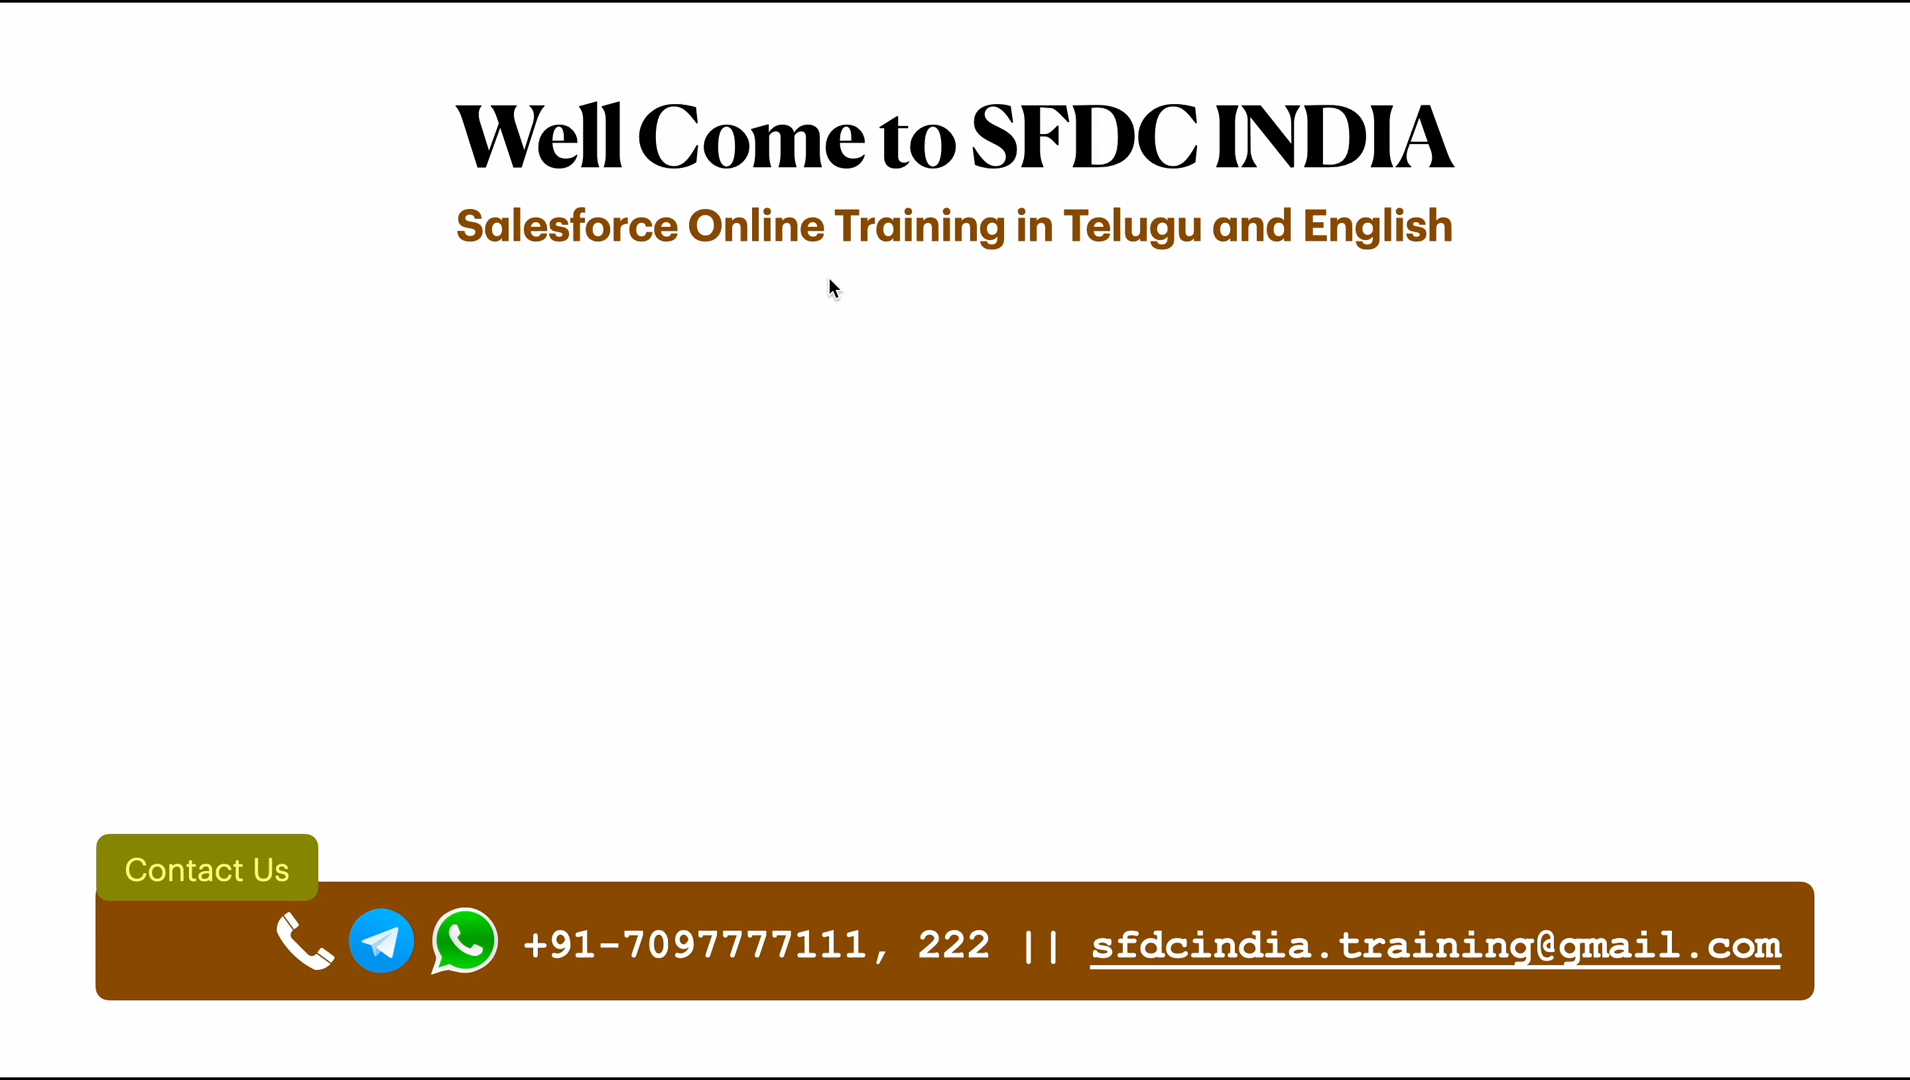 Well Come to SFDC INDIA
Salesforce Online Training in Telugu and English
Contact Us
+91-7097777111, 222 || sfdcindia.training@gmail.com